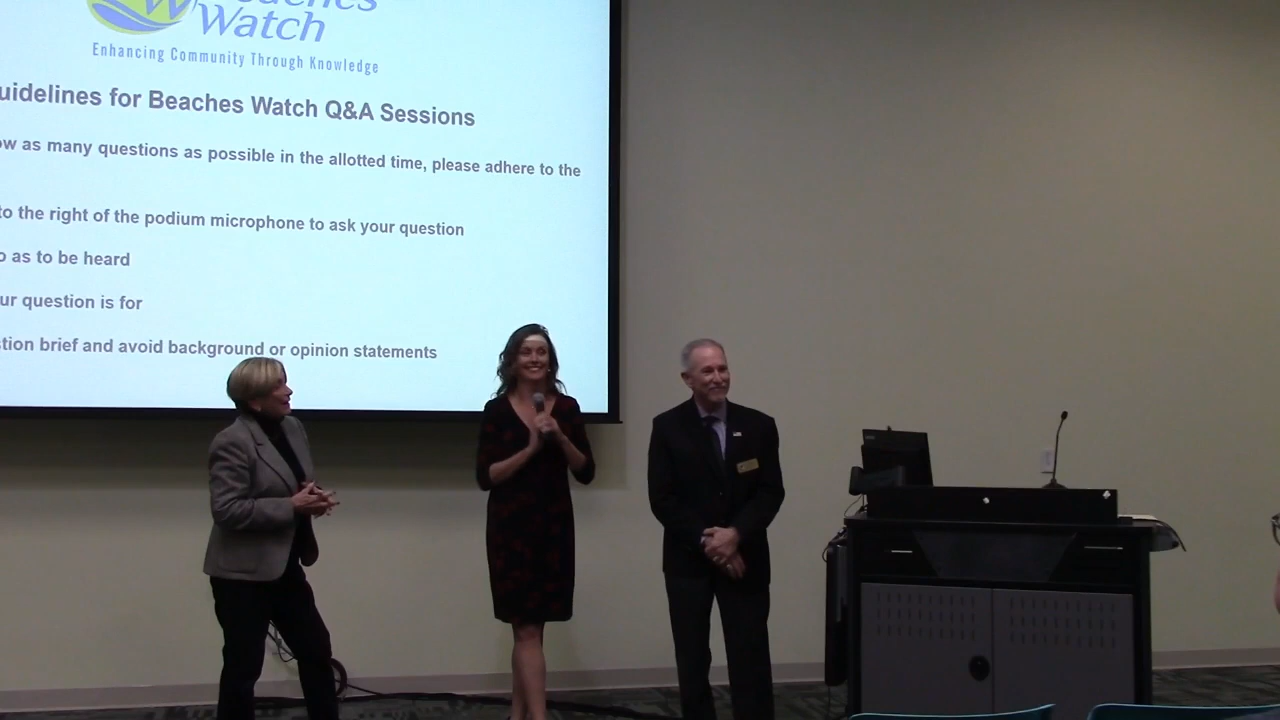 Watch
Enhancing Community Through Knowledge
uidelines for Beaches Watch Q&A Sessions
ow as many questions as possible in the allotted time, please adhere to the
to the right of the podium microphone to ask your question
o as to be heard
ur question is for
stion brief and avoid background or opinion statements